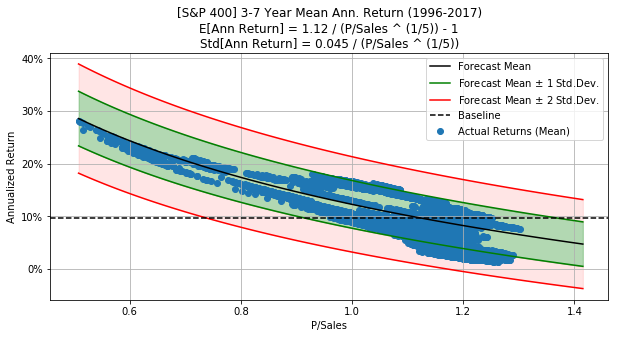 [S&P 400] 3-7 Year Mean Ann. Return (1996-2017)
E[Ann Return] = 1.12 / (P/Sales ^ (1/5)) - 1
Std[Ann Return] = 0.045 / (P/Sales ^ (1/5))
40%
30%
20%
10%
0%
Annualized Return
Forecast Mean
Forecast Mean ± 1 Std.Dev.
Forecast Mean ± 2 Std.Dev.
Baseline
Actual Returns (Mean)
0.6 0.8 1.0 1.2 1.4
P/Sales